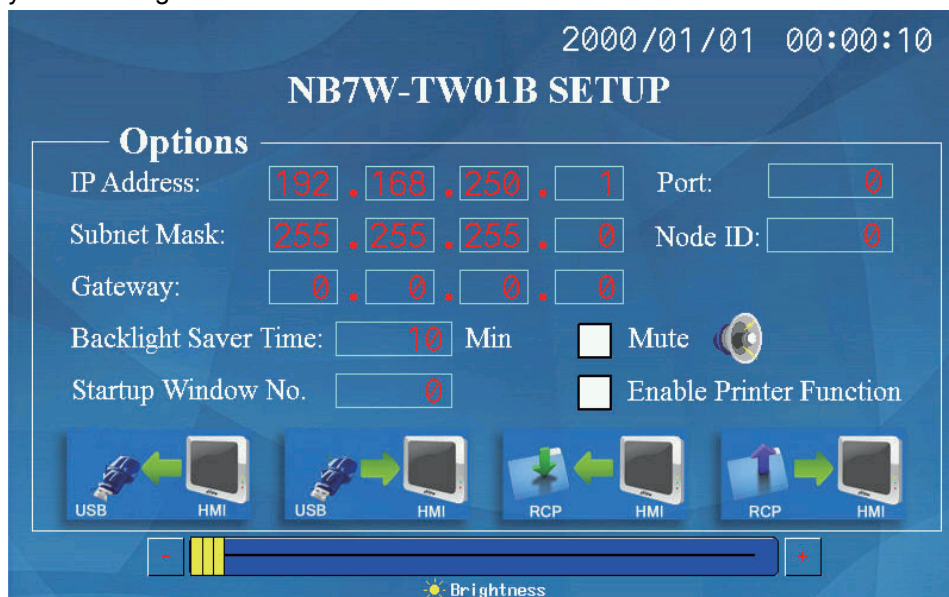 2000/01/01 00:00:10
NB7W-TW01B SETUP
Options
IP Address: 192 . 168 . 250 . 1 Port: 0
Subnet Mask: 255 . 255 . 255 . 0 Node ID: 0
Gateway: 0 . 0 . 0 . 0
Backlight Saver Time: 10 Min Mute
Startup Window No. 0 Enable Printer Function
USB HMI USB HMI RCP HMI RCP HMI
- +
Brightness